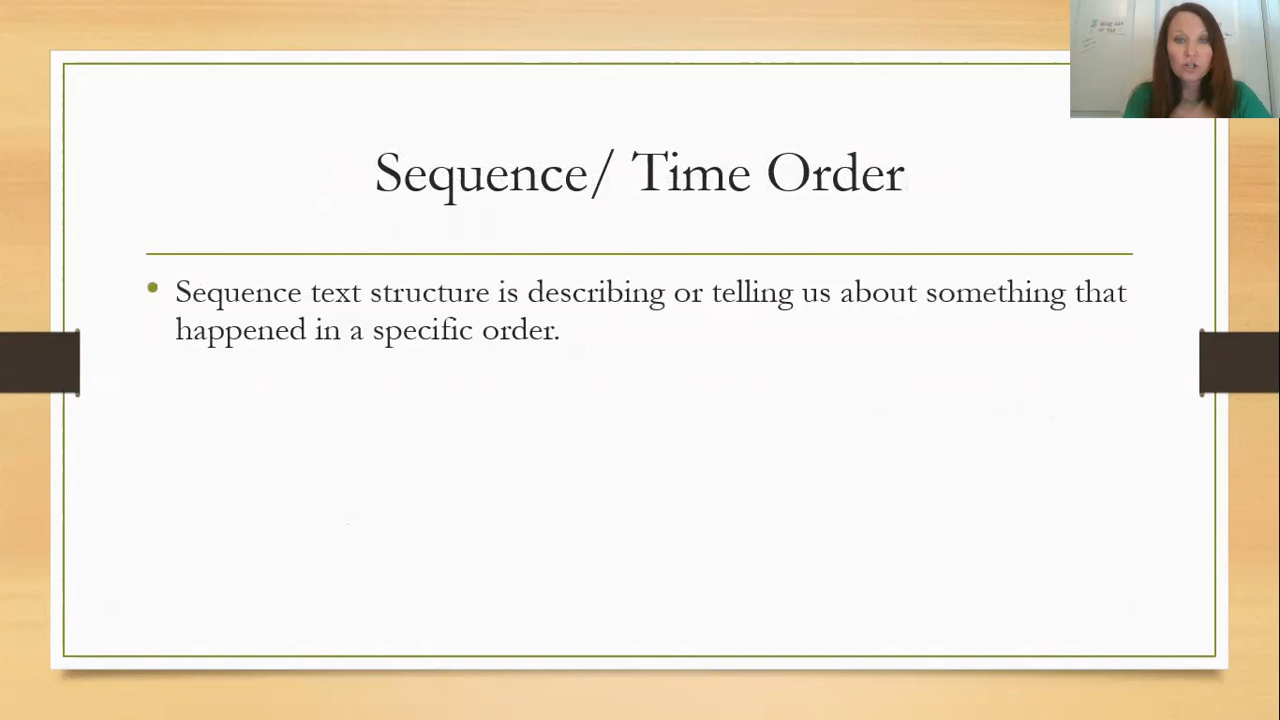 Sequence/ Time Order
• Sequence text structure is describing or telling us about something that
happened in a specific order.